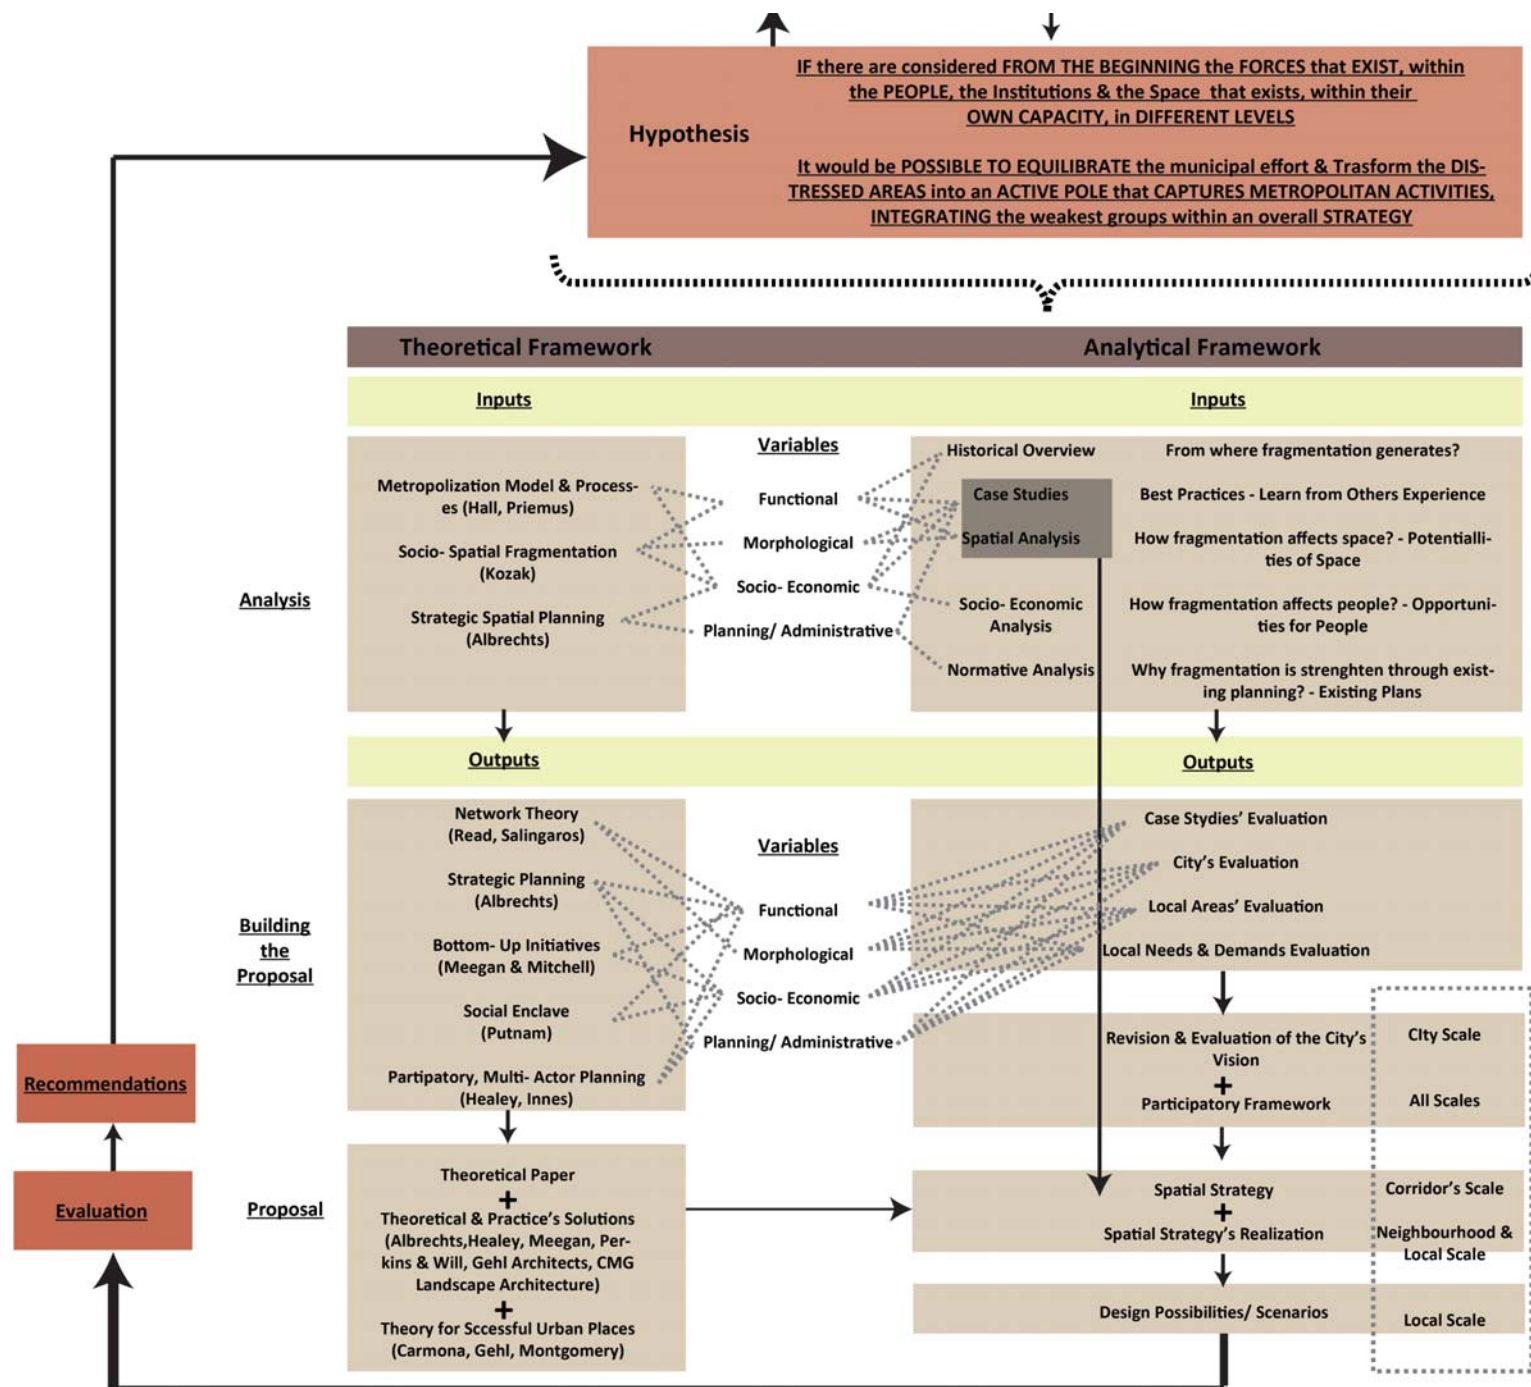 IF there are considered FROM THE BEGINNING the FORCES that EXIST, within
the PEOPLE, the Institutions & the Space that exists, within their
OWN CAPACITY, in DIFFERENT LEVELS
Hypothesis
It would be POSSIBLE TO EQUILIBRATE the municipal effort & Trasform the DIS-
TRESSED AREAS into an ACTIVE POLE that CAPTURES METROPOLITAN ACTIVITIES,
INTEGRATING the weakest groups within an overall STRATEGY
Theoretical Framework
Analytical Framework
Inputs
Inputs
Analysis
Metropolization Model & Process-
es (Hall, Priemus)
Socio- Spatial Fragmentation
(Kozak)
Strategic Spatial Planning
(Albrechts)
Variables
Functional
Morphological
Socio- Economic
Planning/ Administrative
Historical Overview
From where fragmentation generates?
Case Studies
Best Practices - Learn from Others Experience
Spatial Analysis
How fragmentation affects space? - Potentialli-
ties of Space
Socio- Economic
Analysis
How fragmentation affects people? - Opportuni-
ties for People
Normative Analysis
Why fragmentation is strenghten through exist-
ing planning? - Existing Plans
Outputs
Outputs
Building
the
Proposal
Network Theory
(Read, Salingaros)
Strategic Planning
(Albrechts)
Bottom- Up Initiatives
(Meegan & Mitchell)
Social Enclave
(Putnam)
Partipatory, Multi- Actor Planning
(Healey, Innes)
Variables
Functional
Morphological
Socio- Economic
Planning/ Administrative
Case Stydies' Evaluation
City's Evaluation
Local Areas' Evaluation
Local Needs & Demands Evaluation
Revision & Evaluation of the City's
Vision
+
Participatory Framework
CIty Scale
All Scales
Recommendations
Evaluation
Proposal
Theoretical Paper
+
Theoretical & Practice's Solutions
(Albrechts,Healey, Meegan, Per-
kins & Will, Gehl Architects, CMG
Landscape Architecture)
+
Theory for Sccessful Urban Places
(Carmona, Gehl, Montgomery)
Spatial Strategy
+
Spatial Strategy's Realization
Corridor's Scale
Neighbourhood &
Local Scale
Design Possibilities/ Scenarios
Local Scale